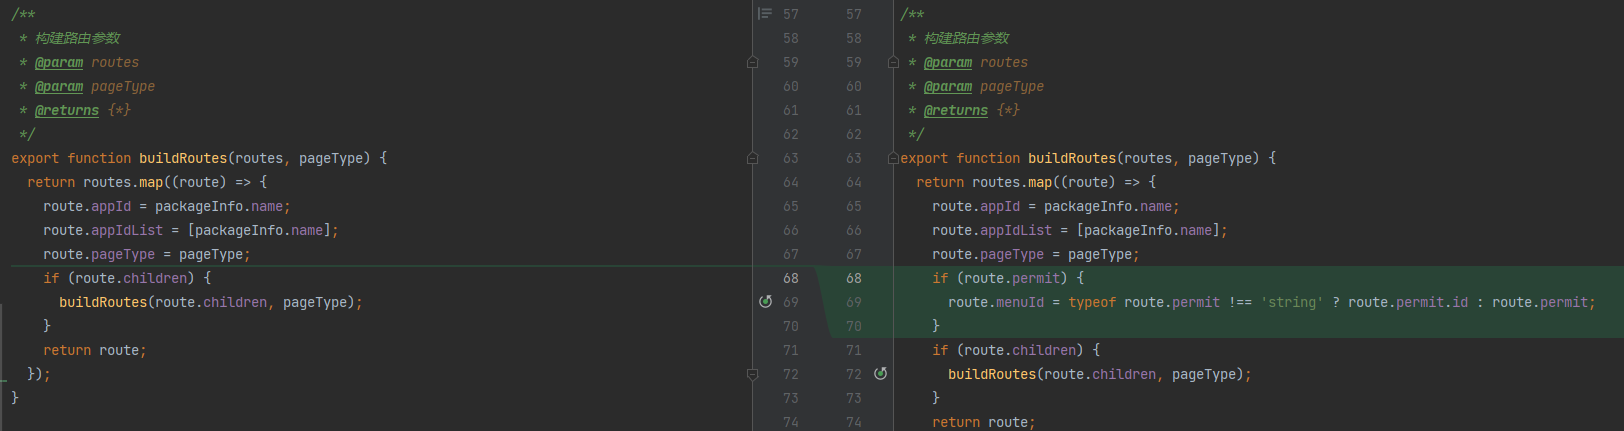 /**
 * 构建路由参数
 * @param routes
 * @param pageType
 * @returns {*}
 */
export function buildRoutes(routes, pageType) {
  return routes.map((route) => {
    route.appId = packageInfo.name;
    route.appIdList = [packageInfo.name];
    route.pageType = pageType;
    if (route.children) {
      buildRoutes(route.children, pageType);
    }
    return route;
  });
}
57
58
59
60
61
62
63
64
65
66
67
68
69
70
71
72
73
74
57
58
59
60
61
62
63
64
65
66
67
68
69
70
71
72
73
74
/**
 * 构建路由参数
 * @param routes
 * @param pageType
 * @returns {*}
 */
export function buildRoutes(routes, pageType) {
  return routes.map((route) => {
    route.appId = packageInfo.name;
    route.appIdList = [packageInfo.name];
    route.pageType = pageType;
    if (route.permit) {
      route.menuId = typeof route.permit !== 'string' ? route.permit.id : route.permit;
    }
    if (route.children) {
      buildRoutes(route.children, pageType);
    }
    return route;